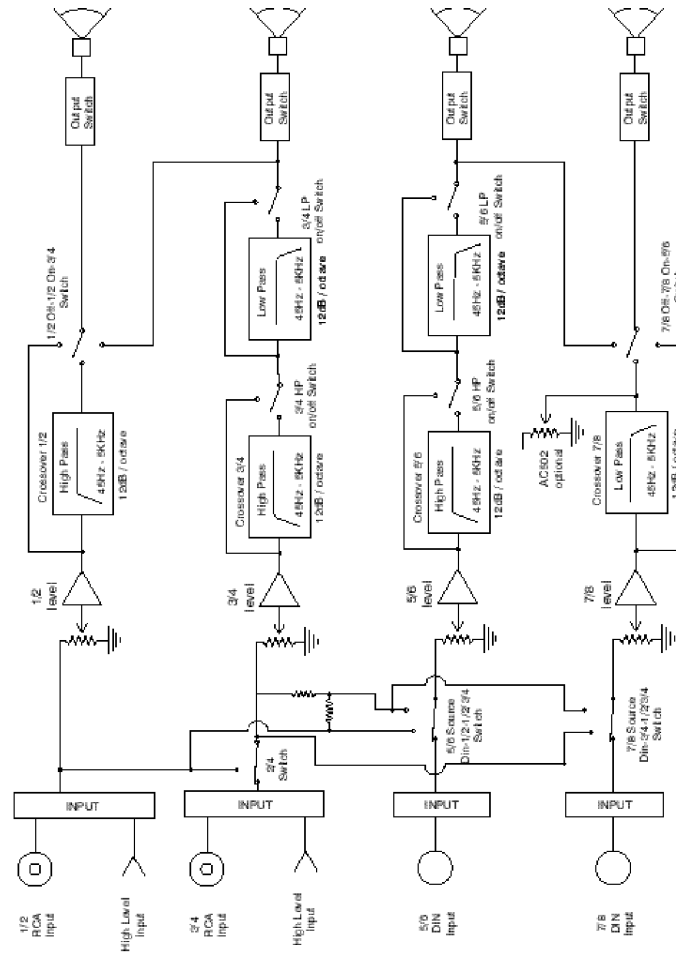 Output
Switch
Output
Switch
Output
Switch
Output
Switch
1/2 Off-1/2 On-3/4
Switch
3/4 LP
on/off Switch
5/6 LP
on/off Switch
7/8 Off-7/8 On-5/6
Low Pass
45Hz - 5KHz
12dB / octave
Low Pass
45Hz - 5KHz
12dB / octave
3/4 HP
on/off Switch
5/6 HP
on/off Switch
AC502
optional
Crossover 1/2
High Pass
45Hz - 5KHz
12dB / octave
Crossover 3/4
High Pass
45Hz - 5KHz
12dB / octave
Crossover 5/6
High Pass
45Hz - 5KHz
12dB / octave
Crossover 7/8
Low Pass
45Hz - 5KHz
12dB / octave
1/2
level
3/4
level
5/6
level
7/8
level
2/4
Switch
5/6 Source
Din-1/2-1/2/3/4
Switch
7/8 Source
Din-3/4-1/2/3/4
Switch
INPUT
INPUT
INPUT
INPUT
1/2
RCA
Input
High Level
Input
3/4
RCA
Input
High Level
Input
5/6
DIN
Input
7/8
DIN
Input